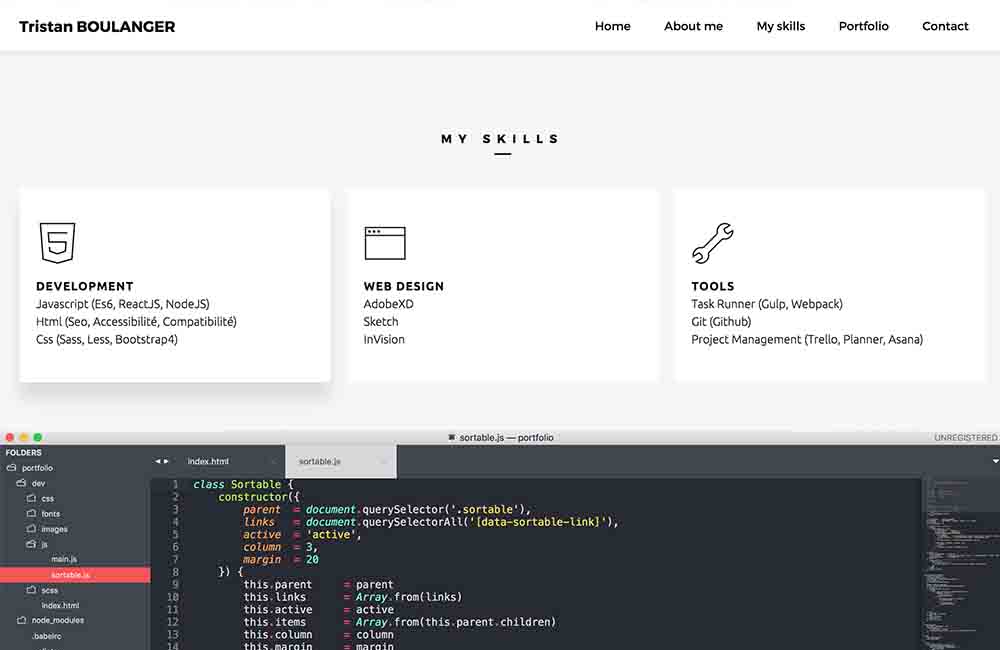 Tristan BOULANGER
Home
About me
My skills
Portfolio
Contact
MY SKILLS
DEVELOPMENT
Javascript (Es6, ReactJS, NodeJS)
Html (Seo, Accessibilité, Compatibilité)
Css (Sass, Less, Bootstrap4)
WEB DESIGN
AdobeXD
Sketch
InVision
TOOLS
Task Runner (Gulp, Webpack)
Git (Github)
Project Management (Trello, Planner, Asana)
sortable.js — portfolio
UNREGISTERED
FOLDERS
portfolio
dev
css
fonts
images
js
main.js
sortable.js
scss
index.html
node_modules
.babelrc
index.html
sortable.js
1 class Sortable {
2 constructor({
3 parent = document.querySelector('.sortable'),
4 links = document.querySelectorAll('[data-sortable-link]'),
5 active = 'active',
6 column = 3,
7 margin = 20
8 }) {
9 this.parent = parent
10 this.links = Array.from(links)
11 this.active = active
12 this.items = Array.from(this.parent.children)
13 this.column = column
14 this.margin = margin